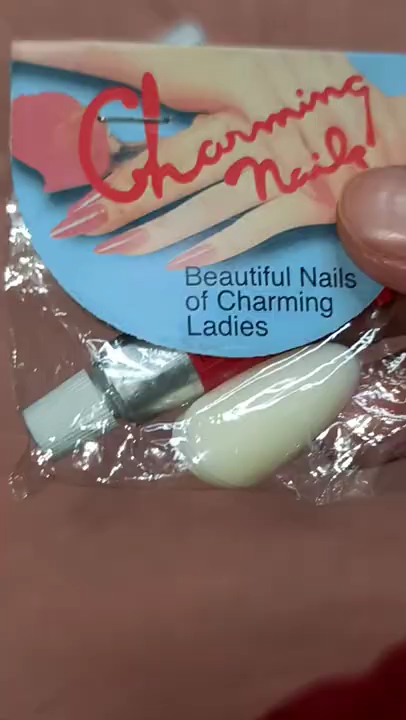 Charming
Nails
Beautiful Nails
of Charming
Ladies